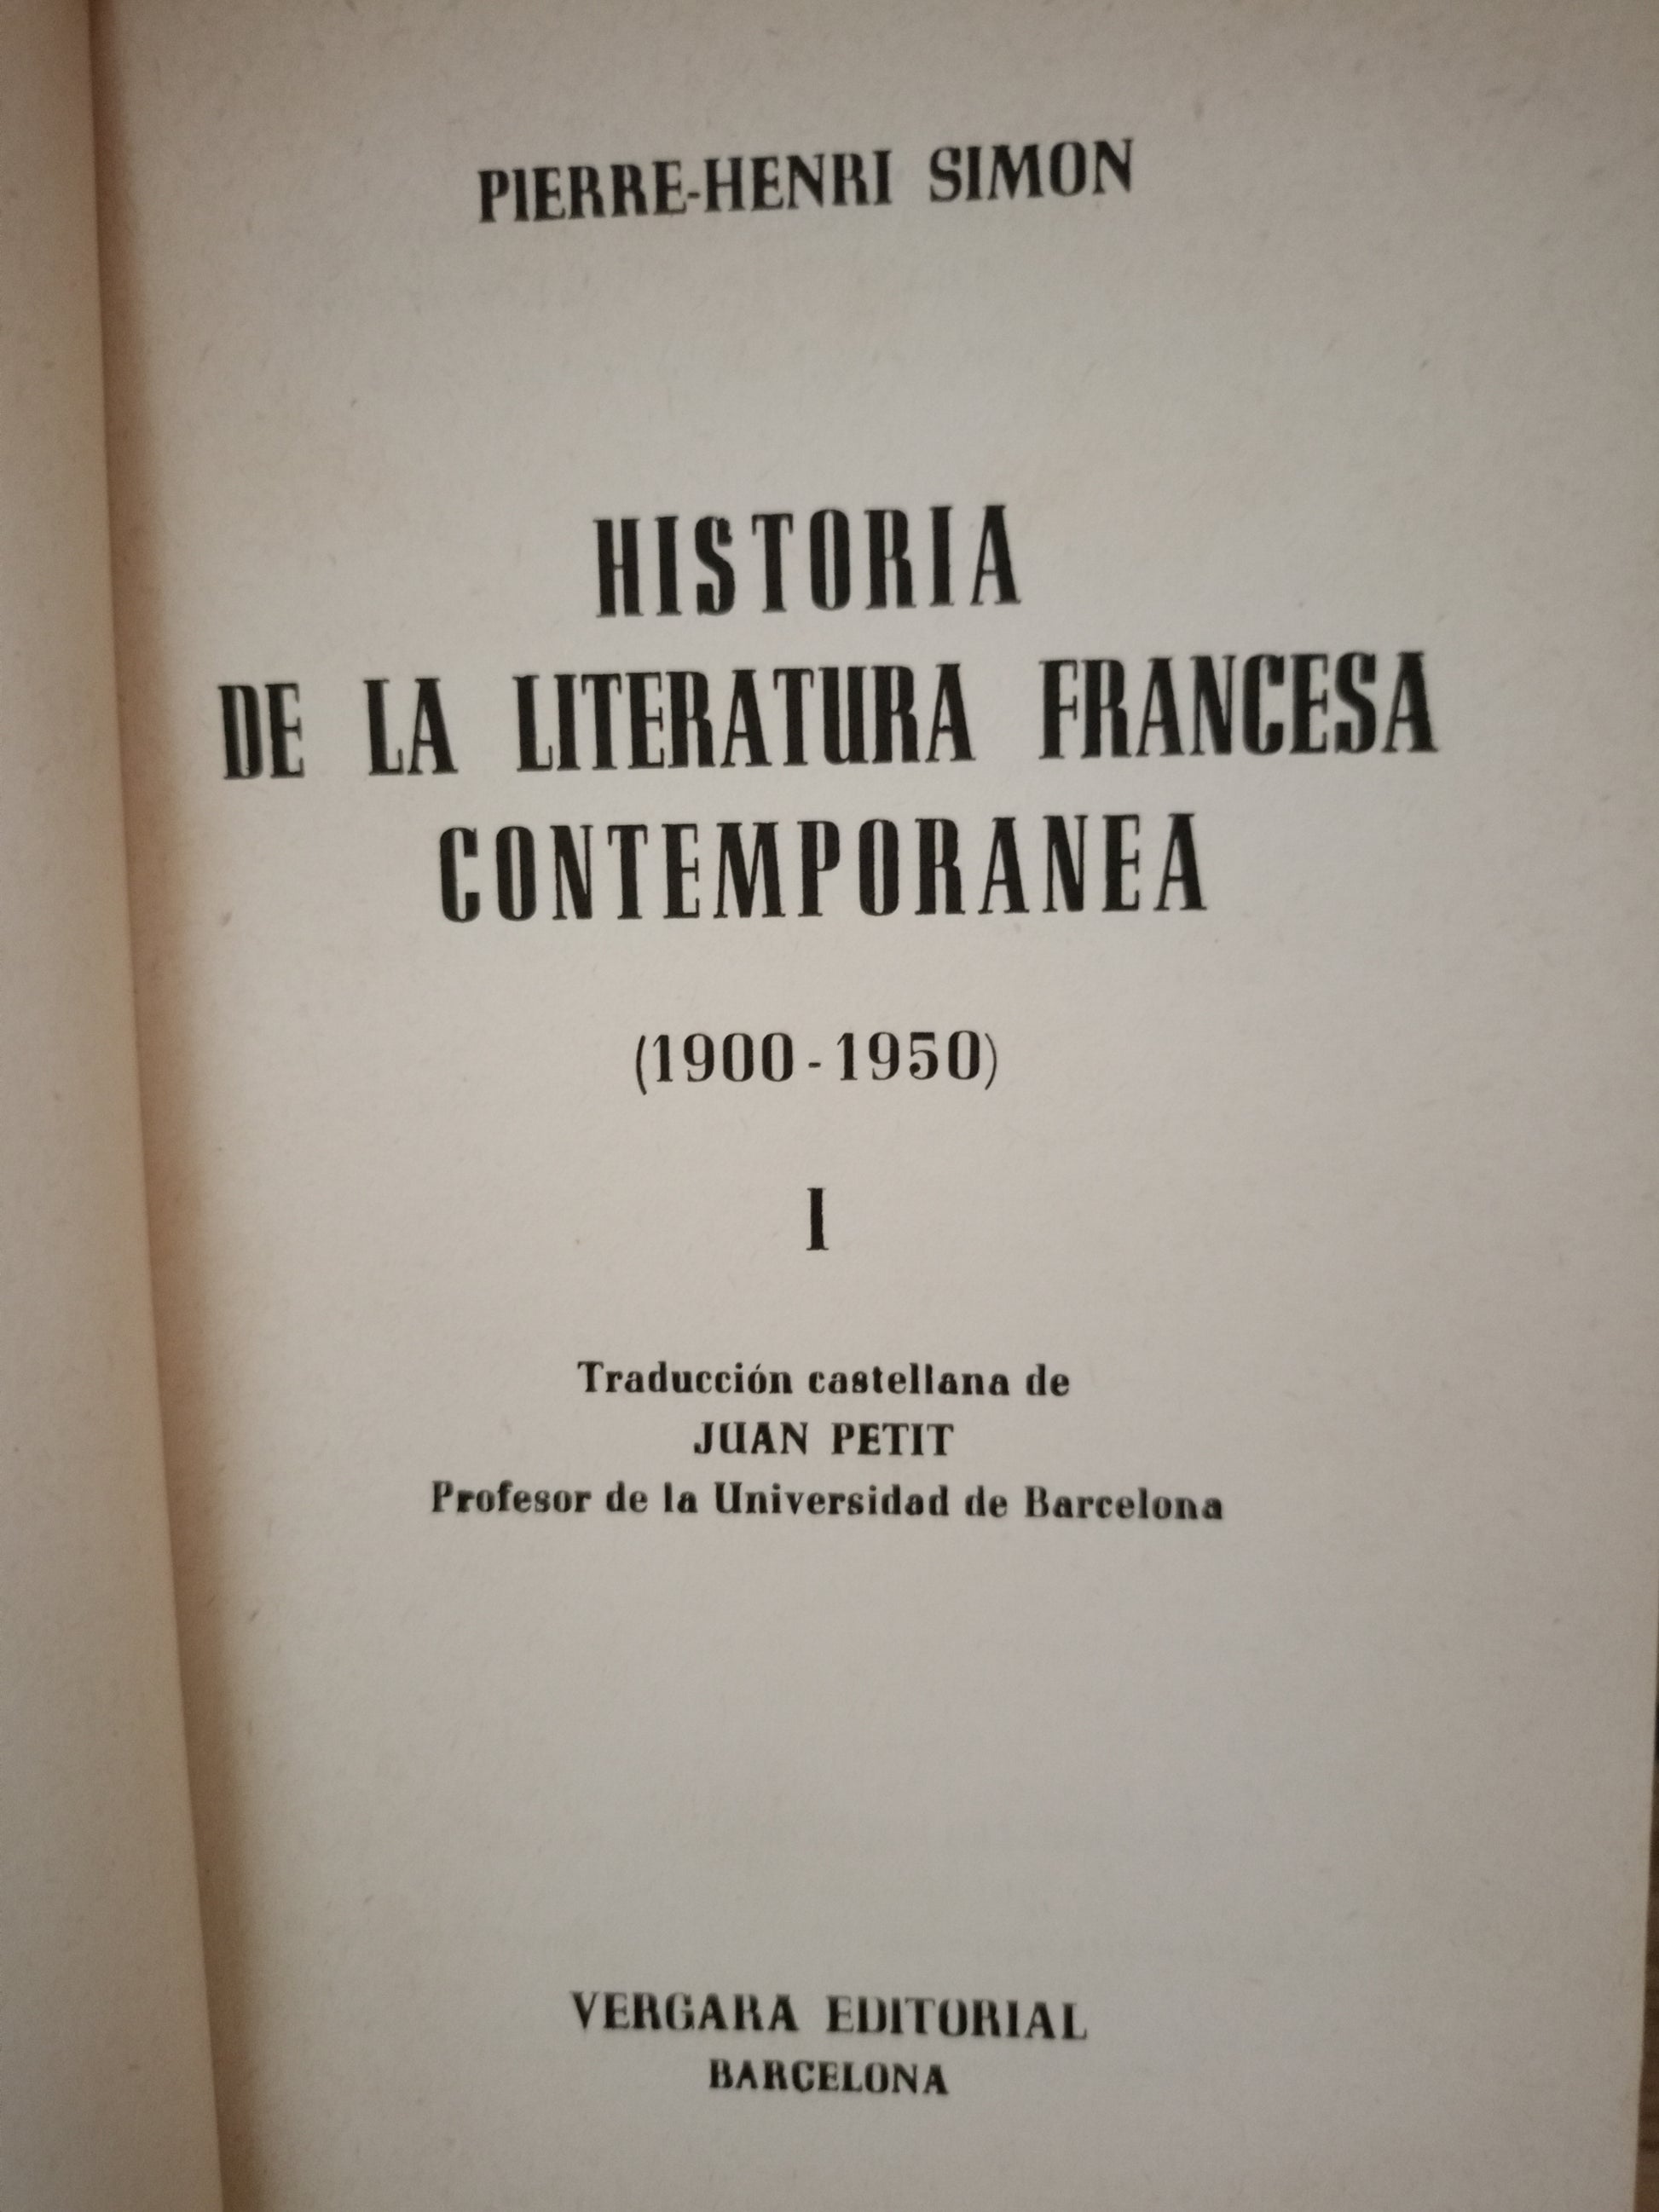 PIERRE-HENRI SIMON
HISTORIA
DE LA LITERATURA FRANCESA
CONTEMPORANEA
(1900-1950)
I
Traducción castellana de
JUAN PETIT
Profesor de la Universidad de Barcelona
VERGARA EDITORIAL
BARCELONA